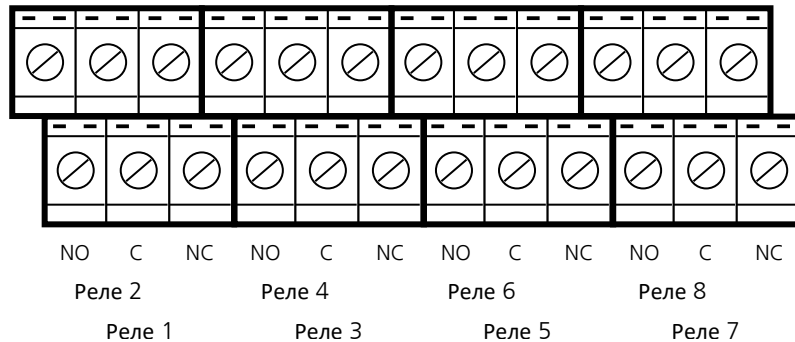 NO C NC NO C NC NO C NC NO C NC
Реле 2 Реле 4 Реле 6 Реле 8
Реле 1 Реле 3 Реле 5 Реле 7